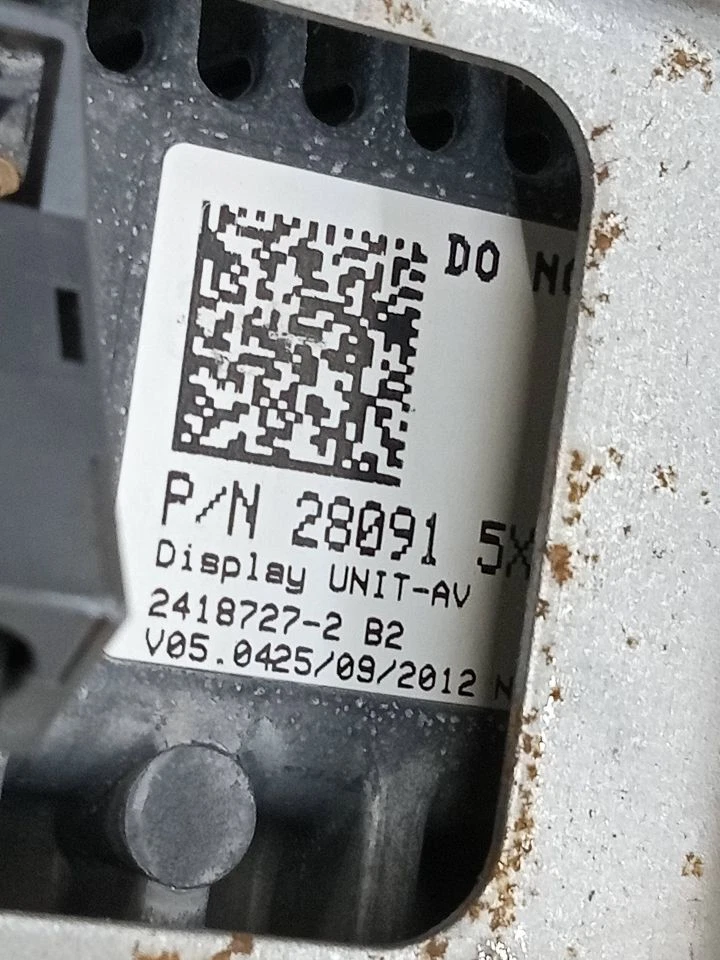 DO
P/N 28091 5X
Display UNIT-AV
2418727-2 B2
V05.0425/09/2012 N